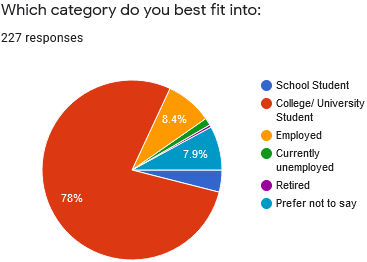 Which category do you best fit into:
227 responses
School Student
College/ University
Student
Employed
Currently
unemployed
Retired
Prefer not to say
8.4%
7.9%
78%